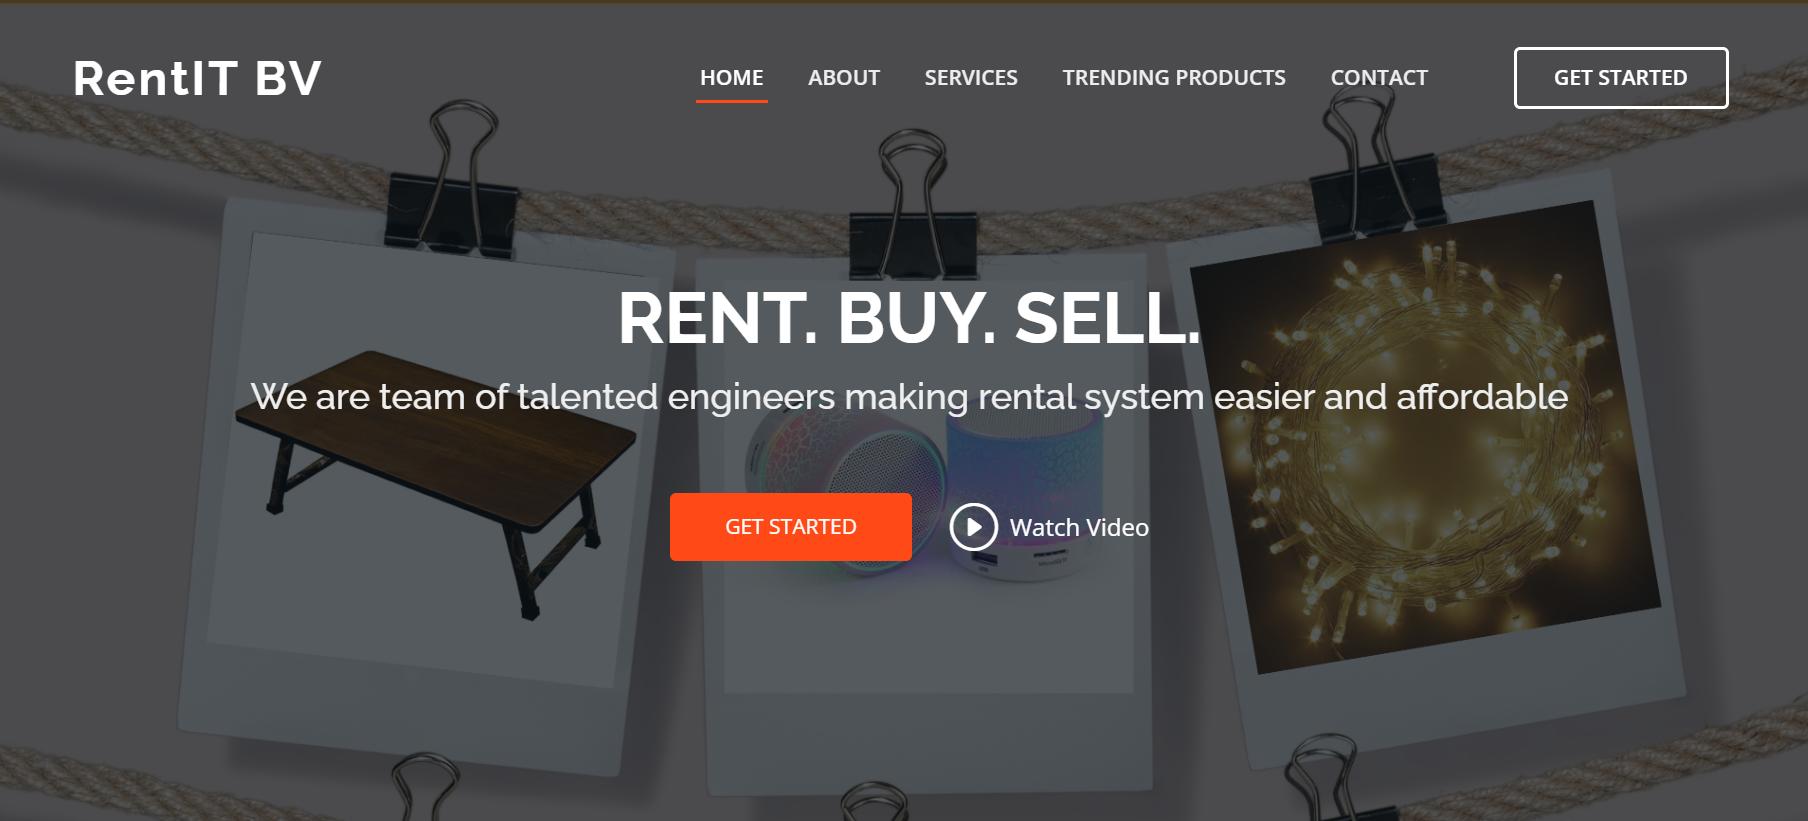 RentIT BV
HOME ABOUT SERVICES TRENDING PRODUCTS CONTACT GET STARTED
RENT. BUY. SELL.
We are team of talented engineers making rental system easier and affordable
GET STARTED Watch Video